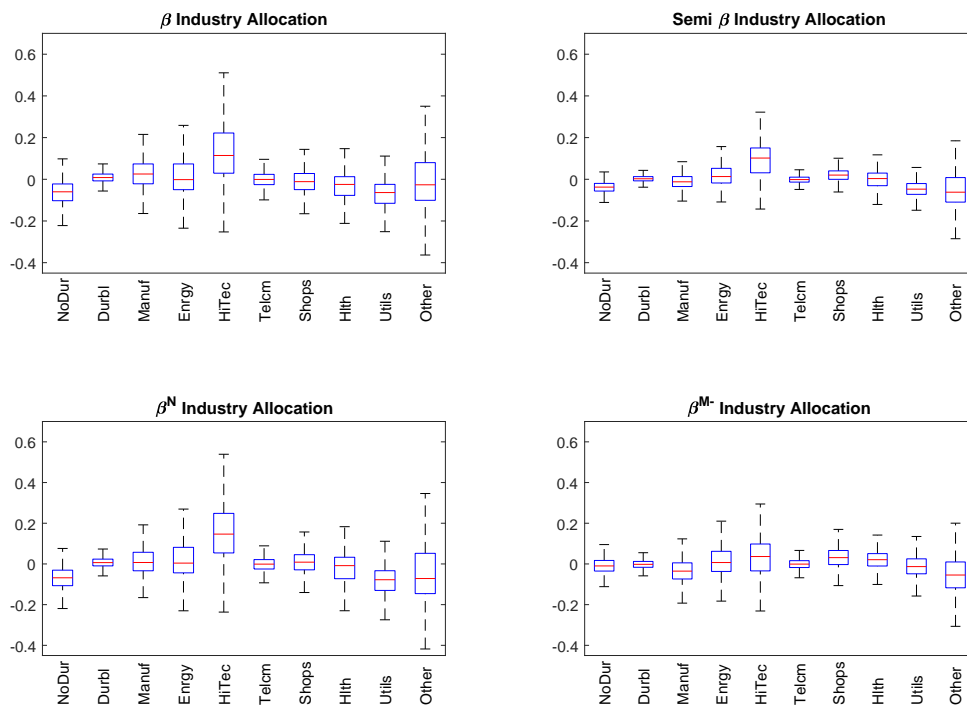 β Industry Allocation
0.6
0.4
0.2
0
-0.2
-0.4
NoDur
Durbl
Manuf
Enrgy
HiTec
Telcm
Shops
Hlth
Utils
Other
Semi β Industry Allocation
0.6
0.4
0.2
0
-0.2
-0.4
NoDur
Durbl
Manuf
Enrgy
HiTec
Telcm
Shops
Hlth
Utils
Other
β^N Industry Allocation
0.6
0.4
0.2
0
-0.2
-0.4
NoDur
Durbl
Manuf
Enrgy
HiTec
Telcm
Shops
Hlth
Utils
Other
β^M- Industry Allocation
0.6
0.4
0.2
0
-0.2
-0.4
NoDur
Durbl
Manuf
Enrgy
HiTec
Telcm
Shops
Hlth
Utils
Other